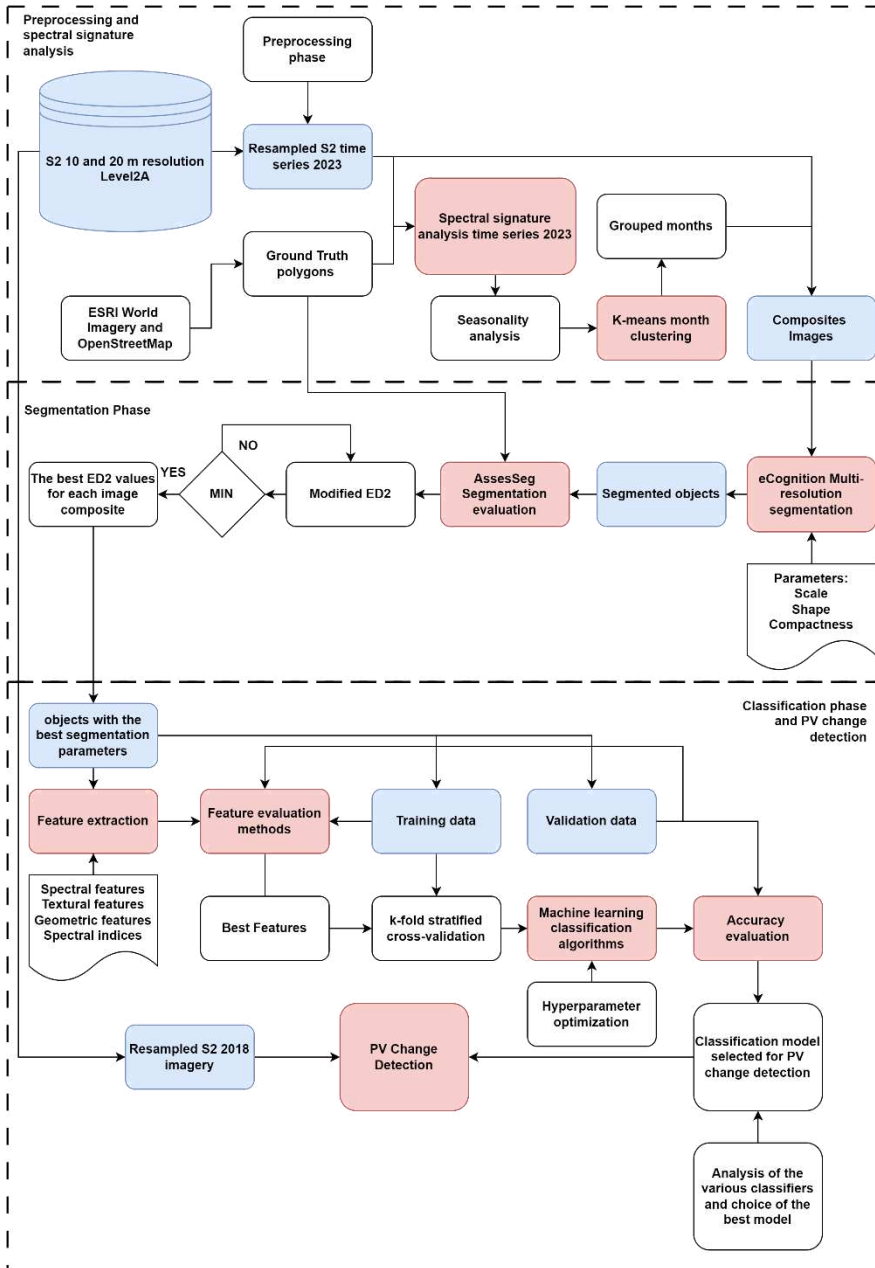 Preprocessing and
spectral signature
analysis
Preprocessing
phase
S2 10 and 20 m resolution
Level2A
Resampled S2 time
series 2023
Spectral signature
analysis time series 2023
Grouped months
Ground Truth
polygons
ESRI World
Imagery and
OpenStreetMap
Seasonality
analysis
K-means month
clustering
Composites
Images
Segmentation Phase
NO
YES
The best ED2 values
for each image
composite
MIN
Modified ED2
AssesSeg
Segmentation
evaluation
Segmented objects
eCognition Multi-
resolution
segmentation
Parameters:
Scale
Shape
Compactness
Classification phase
and PV change
detection
objects with the
best segmentation
parameters
Feature extraction
Feature evaluation
methods
Training data
Validation data
Spectral features
Textural features
Geometric features
Spectral indices
Best Features
k-fold stratified
cross-validation
Machine learning
classification
algorithms
Accuracy
evaluation
Hyperparameter
optimization
Resampled S2 2018
imagery
PV Change
Detection
Classification model
selected for PV
change detection
Analysis of the
various classifiers
and choice of the
best model